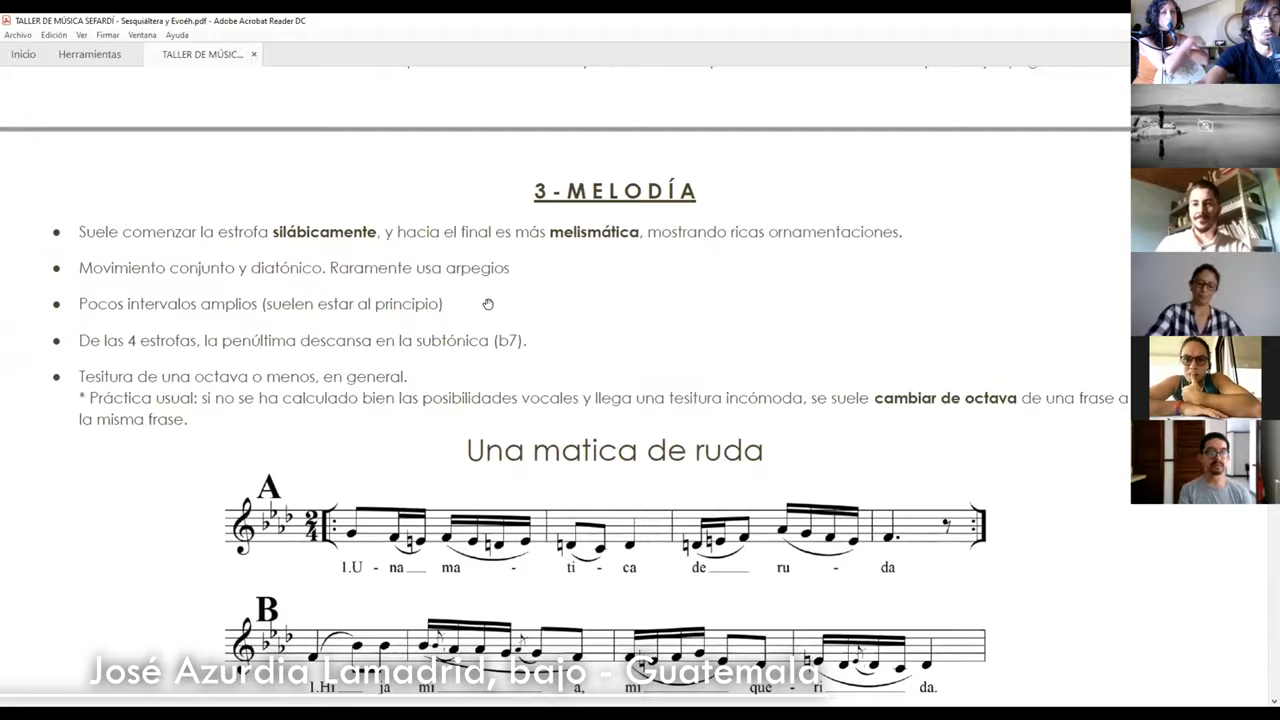 TALLER DE MÚSICA SEFARDÍ - Sesquiáltera y Evoéh.pdf - Adobe Acrobat Reader DC
Archivo Edición Ver Firmar Ventana Ayuda
Inicio Herramientas TALLER DE MÚSIC... ×
3 - M E L O D Í A
● Suele comenzar la estrofa silábicamente, y hacia el final es más melismática, mostrando ricas ornamentaciones.
● Movimiento conjunto y diatónico. Raramente usa arpegios
● Pocos intervalos amplios (suelen estar al principio)
● De las 4 estrofas, la penúltima descansa en la subtónica (b7).
● Tesitura de una octava o menos, en general.
* Práctica usual: si no se ha calculado bien las posibilidades vocales y llega una tesitura incómoda, se suele cambiar de octava de una frase a
la misma frase.
Una matica de ruda
A
2
4
1.U - na ma - ti - ca de ru - da
B
José Azurdia Lamadrid, bajo - Guatemala
1.Hi ja mi a, mi que - ri da.